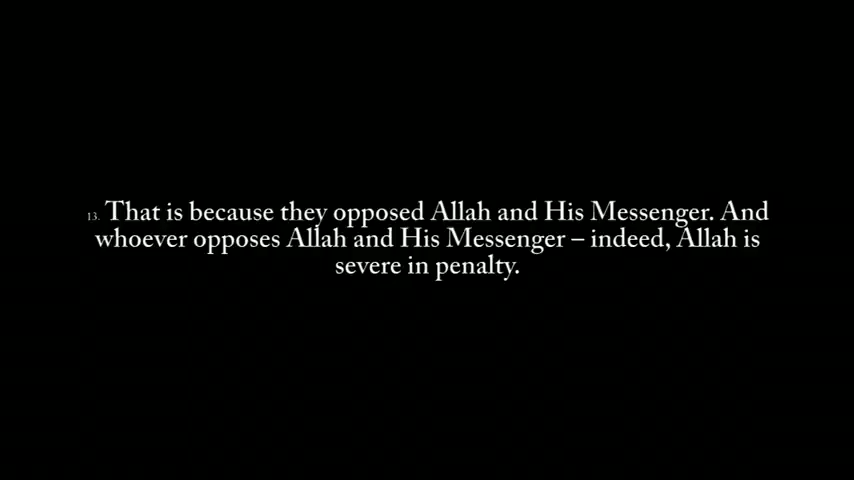 13. That is because they opposed Allah and His Messenger. And
whoever opposes Allah and His Messenger – indeed, Allah is
severe in penalty.